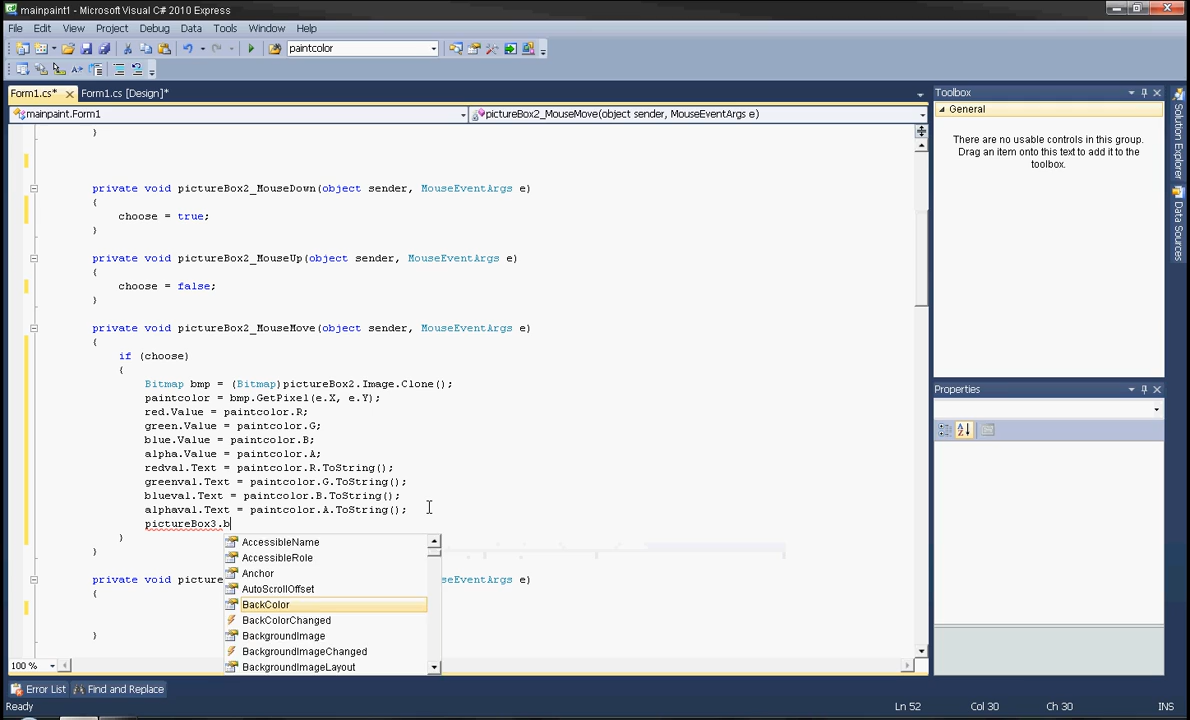 mainpaint1 - Microsoft Visual C# 2010 Express
File Edit View Project Debug Data Tools Window Help
paintcolor
Form1.cs* Form1.cs [Design]*
mainpaint.Form1 pictureBox2_MouseMove(object sender, MouseEventArgs e)
}
private void pictureBox2_MouseDown(object sender, MouseEventArgs e)
{
choose = true;
}
private void pictureBox2_MouseUp(object sender, MouseEventArgs e)
{
choose = false;
}
private void pictureBox2_MouseMove(object sender, MouseEventArgs e)
{
if (choose)
{
Bitmap bmp = (Bitmap)pictureBox2.Image.Clone();
paintcolor = bmp.GetPixel(e.X, e.Y);
red.Value = paintcolor.R;
green.Value = paintcolor.G;
blue.Value = paintcolor.B;
alpha.Value = paintcolor.A;
redval.Text = paintcolor.R.ToString();
greenval.Text = paintcolor.G.ToString();
blueval.Text = paintcolor.B.ToString();
alphaval.Text = paintcolor.A.ToString();
pictureBox3.b
}
}
private void picture
useEventArgs e)
{
}
AccessibleName
AccessibleRole
Anchor
AutoScrollOffset
BackColor
BackColorChanged
BackgroundImage
BackgroundImageChanged
BackgroundImageLayout
100 %
Toolbox
General
There are no usable controls in this group.
Drag an item onto this text to add it to the
toolbox.
Properties
Solution Explorer
Data Sources
Error List Find and Replace
Ready Ln 52 Col 30 Ch 30 INS